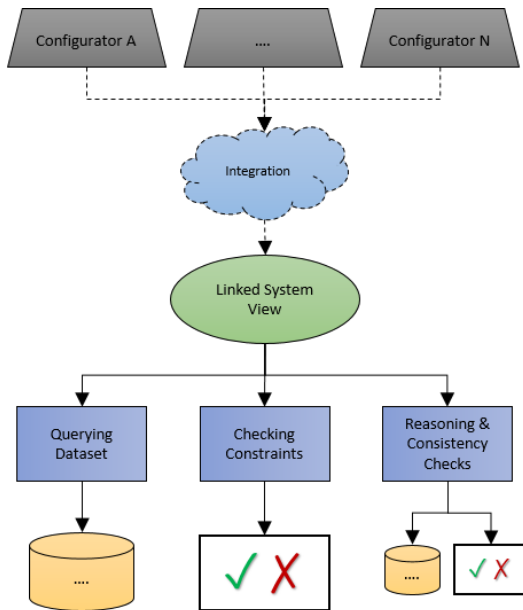 Configurator A
....
Configurator N
Integration
Linked System
View
Querying
Dataset
Checking
Constraints
Reasoning &
Consistency
Checks
....
....